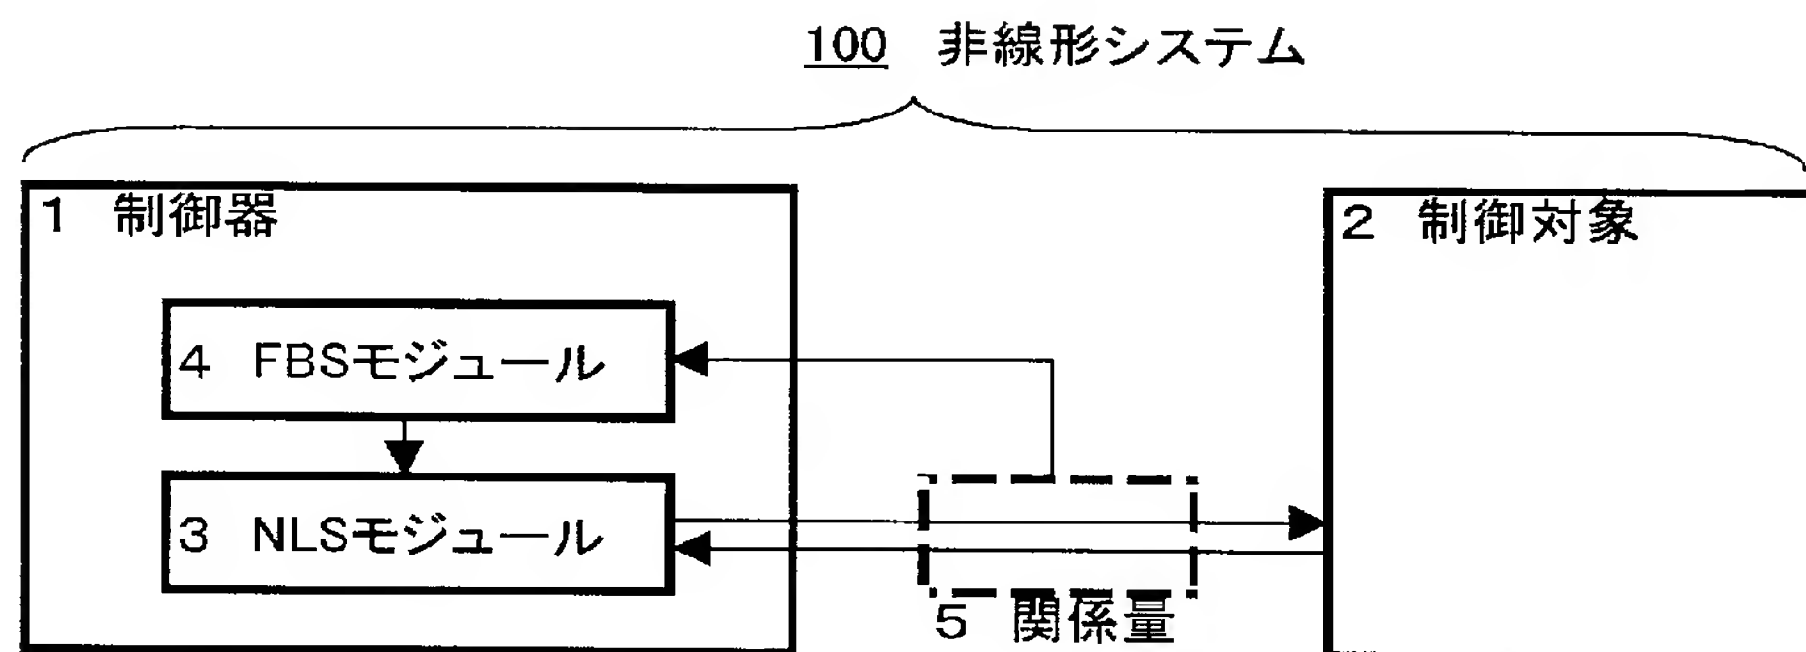 100 非線形システム
1 制御器
2 制御対象
4 FBSモジュール
3 NLSモジュール
5 関係量